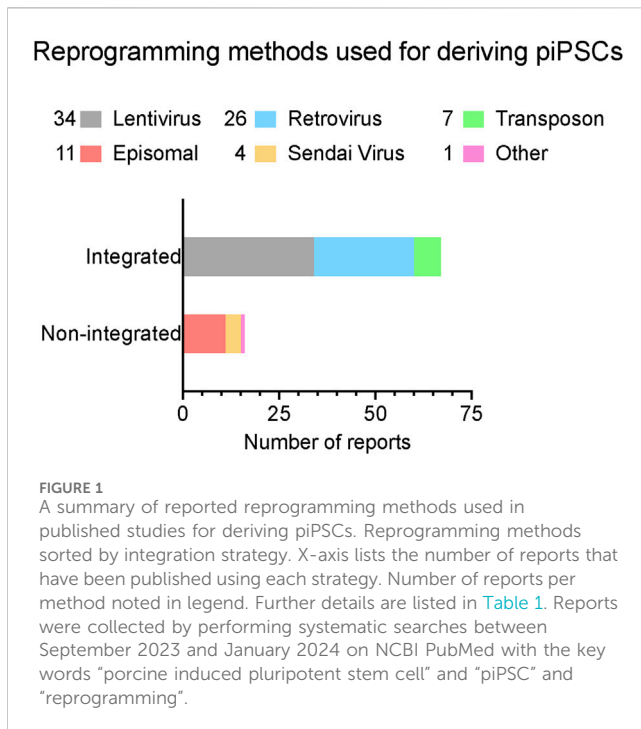 Reprogramming methods used for deriving piPSCs
34 Lentivirus 26 Retrovirus 7 Transposon
11 Episomal 4 Sendai Virus 1 Other
Integrated
Non-integrated
0 25 50 75
Number of reports
FIGURE 1
A summary of reported reprogramming methods used in
published studies for deriving piPSCs. Reprogramming methods
sorted by integration strategy. X-axis lists the number of reports that
have been published using each strategy. Number of reports per
method noted in legend. Further details are listed in Table 1. Reports
were collected by performing systematic searches between
September 2023 and January 2024 on NCBI PubMed with the key
words “porcine induced pluripotent stem cell” and “piPSC” and
“reprogramming”.